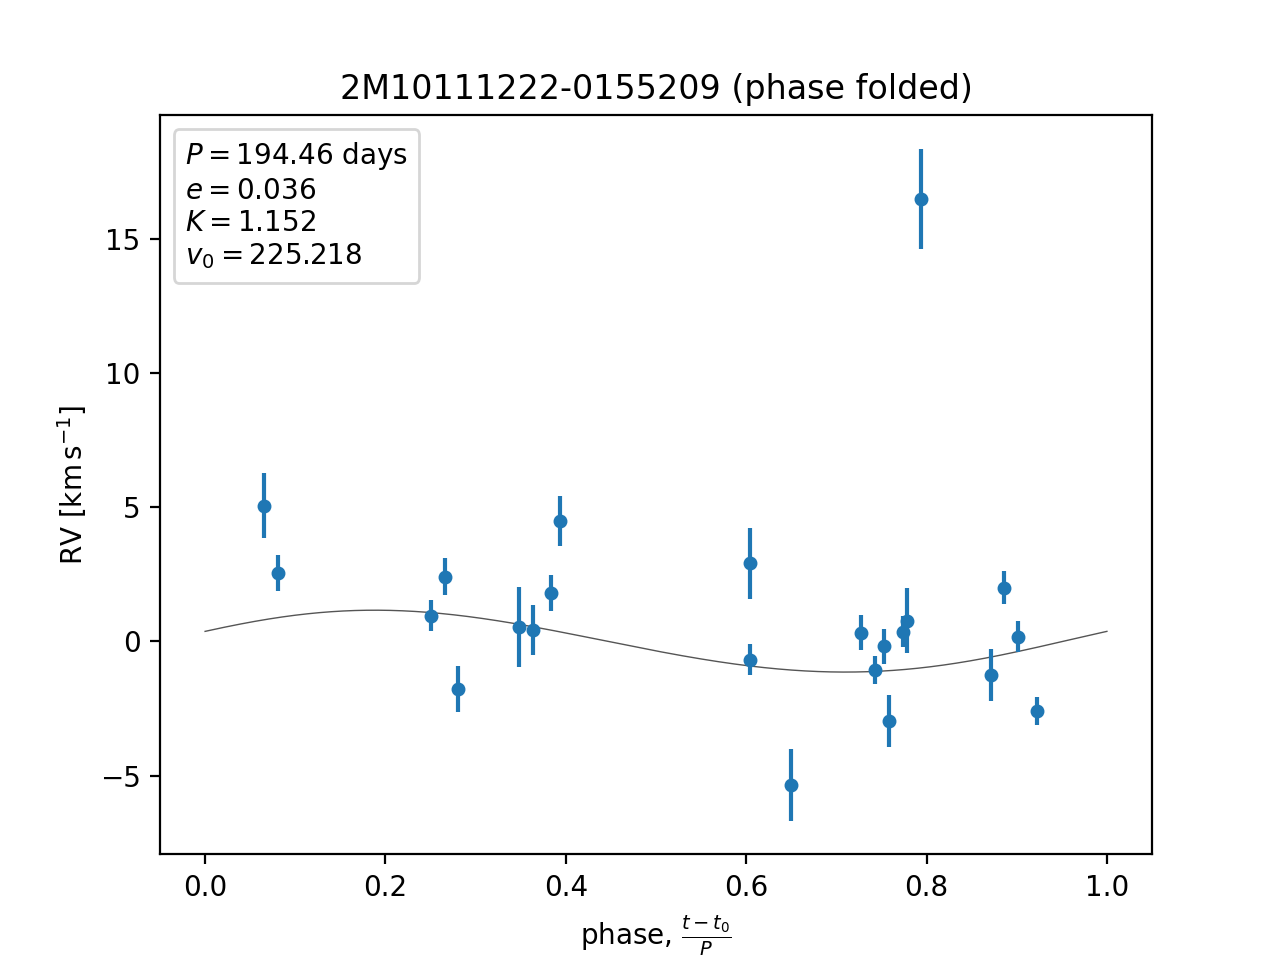 2M10111222-0155209 (phase folded)
P = 194.46 days
e = 0.036
K = 1.152
v₀ = 225.218
15
10
5
0
−5
RV [km s⁻¹]
0.0 0.2 0.4 0.6 0.8 1.0
phase, (t − t₀)/P